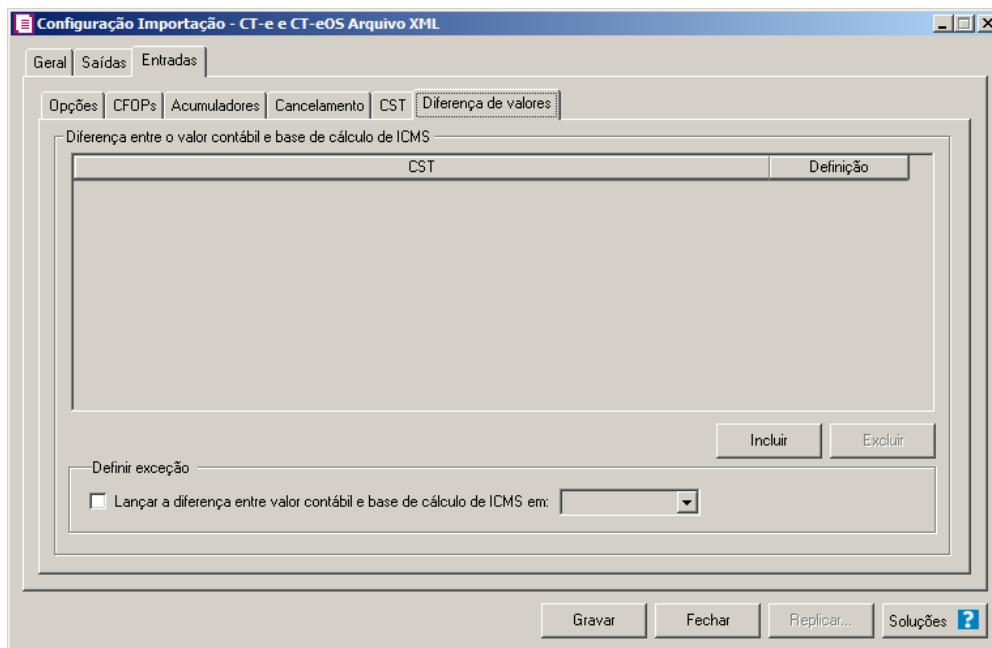 Configuração Importação - CT-e e CT-eOS Arquivo XML
Geral Saídas Entradas
Opções CFOPs Acumuladores Cancelamento CST Diferença de valores
Diferença entre o valor contábil e base de cálculo de ICMS
CST Definição
Incluir Excluir
Definir exceção
Lançar a diferença entre valor contábil e base de cálculo de ICMS em:
Gravar Fechar Replicar... Soluções ?